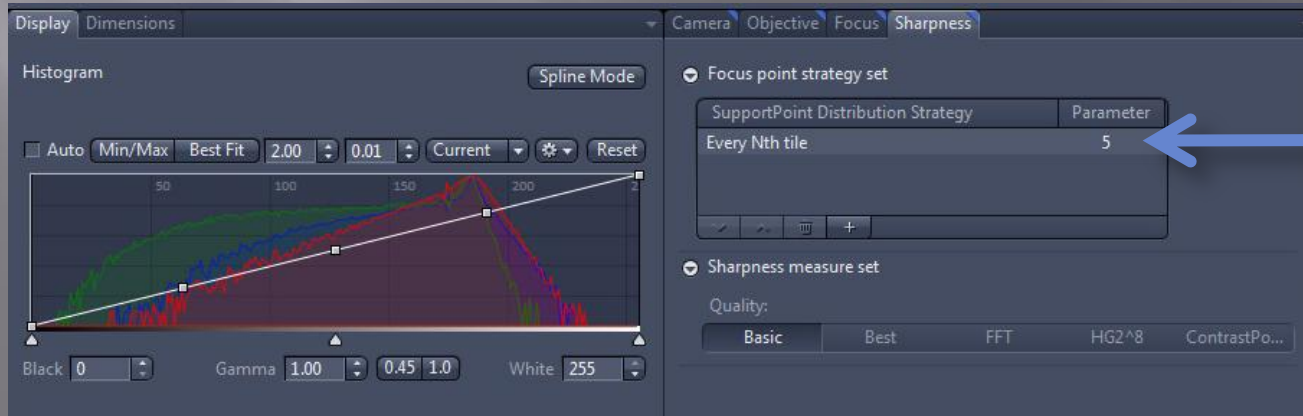 Display Dimensions
Histogram
Spline Mode
Auto Min/Max Best Fit 2.00 0.01 Current Reset
50 100 150 200 2
Black 0 Gamma 1.00 0.45 1.0 White 255
Camera Objective Focus Sharpness
Focus point strategy set
SupportPoint Distribution Strategy Parameter
Every Nth tile 5
+
Sharpness measure set
Quality:
Basic Best FFT HG2^8 ContrastPo...